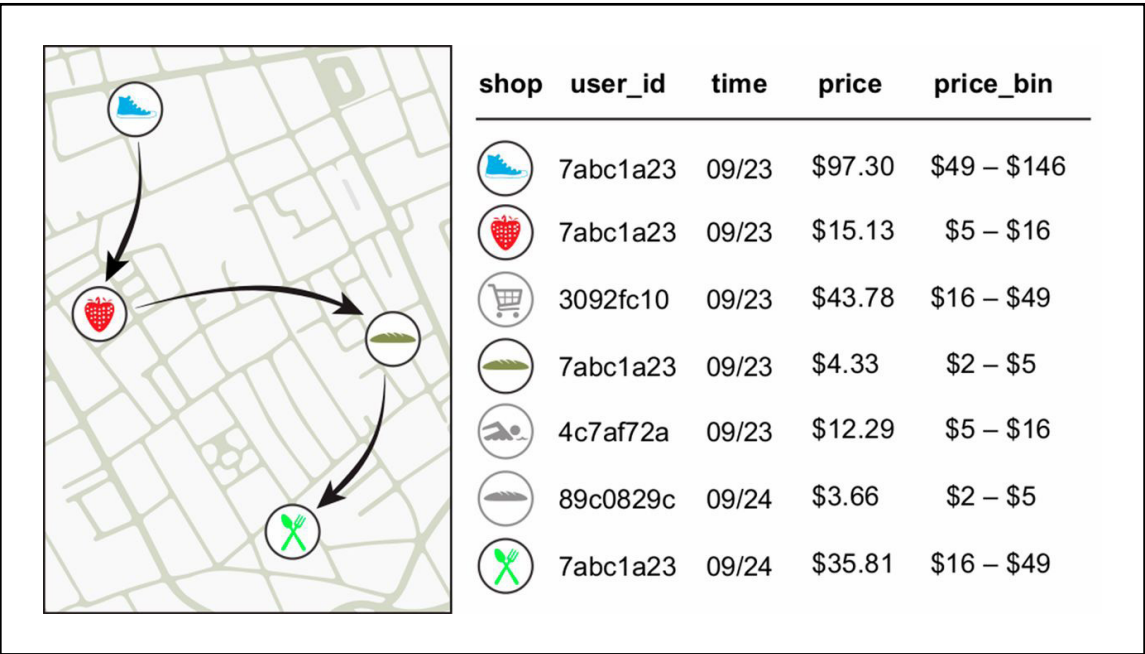 shop user_id time price price_bin
7abc1a23 09/23 $97.30 $49 – $146
7abc1a23 09/23 $15.13 $5 – $16
3092fc10 09/23 $43.78 $16 – $49
7abc1a23 09/23 $4.33 $2 – $5
4c7af72a 09/23 $12.29 $5 – $16
89c0829c 09/24 $3.66 $2 – $5
7abc1a23 09/24 $35.81 $16 – $49